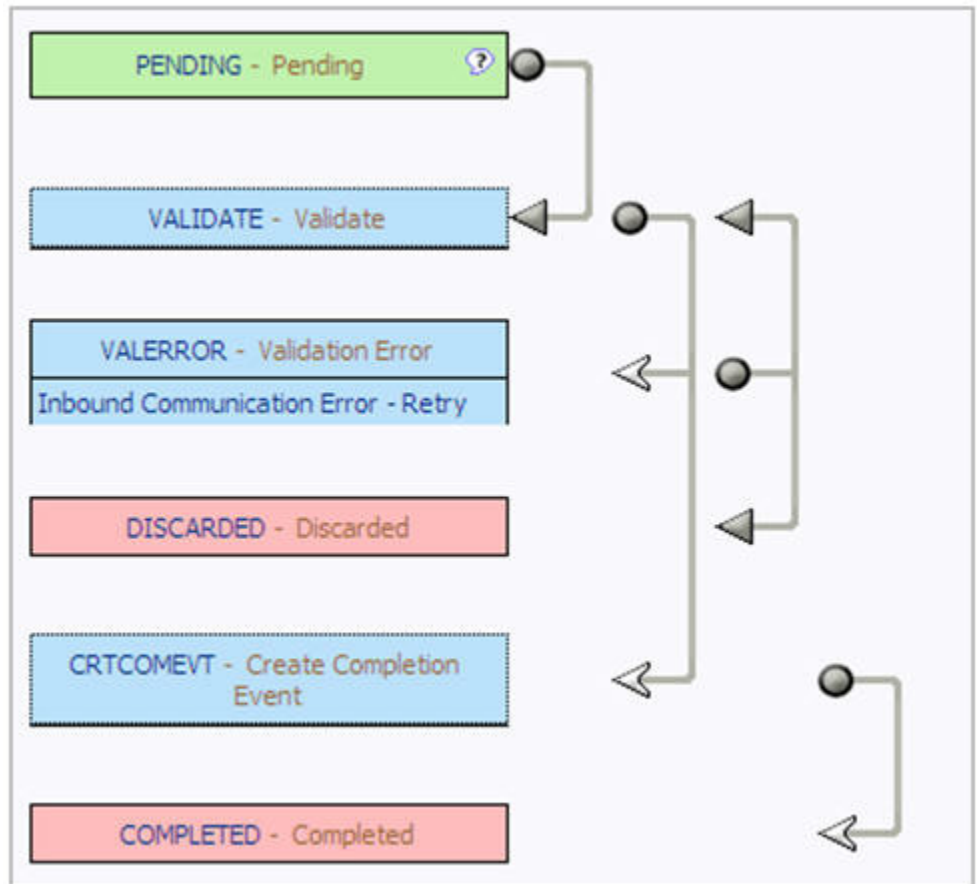 PENDING - Pending
?
VALIDATE - Validate
VALERROR - Validation Error
Inbound Communication Error - Retry
DISCARDED - Discarded
CRTCOMEVT - Create Completion
Event
COMPLETED - Completed